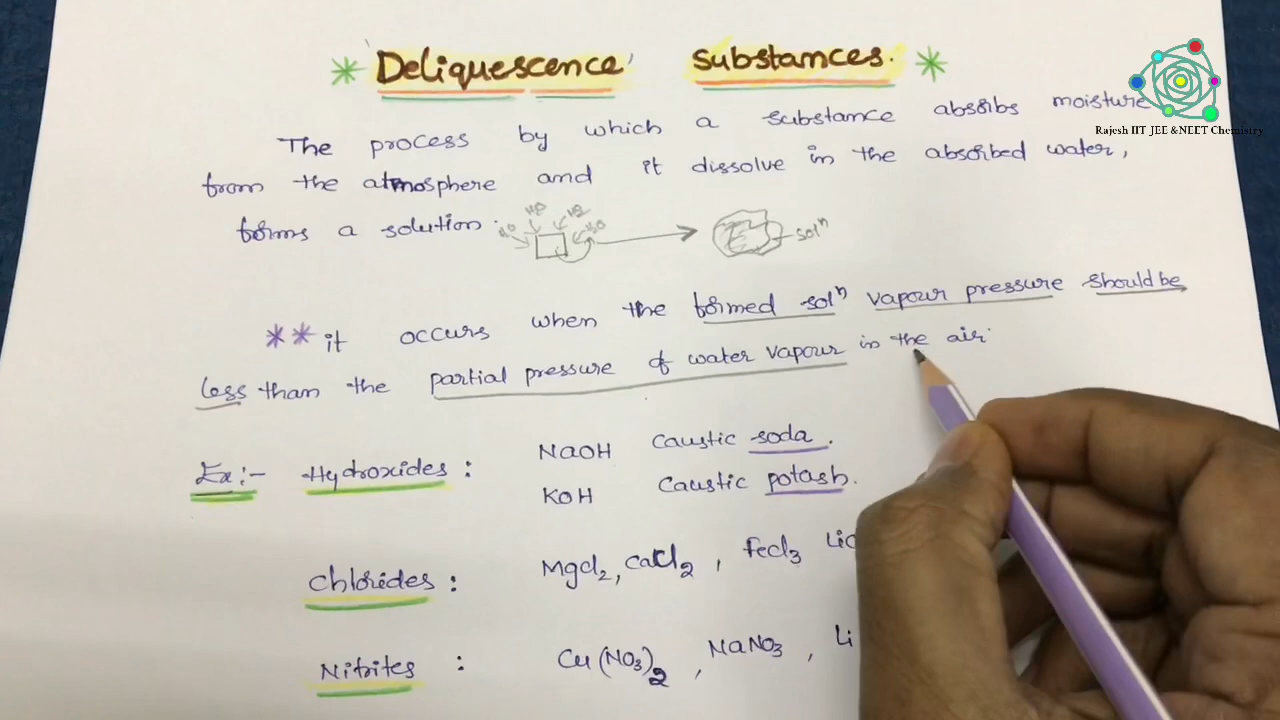 Deliquescence Substances.
Rajesh IIT JEE &NEET Chemistry
The process by which a substance absorbs moisture
from the atmosphere and it dissolve in the absorbed water,
forms a solution.
H2O
soln
** it occurs when the formed soln vapour pressure should be
less than the partial pressure of water vapour in the air.
Ex:- Hydroxides: NaOH Caustic soda.
KOH Caustic potash.
Chlorides: MgCl2, CaCl2, FeCl3
Nitrites: Cu(NO3)2, NaNO3,